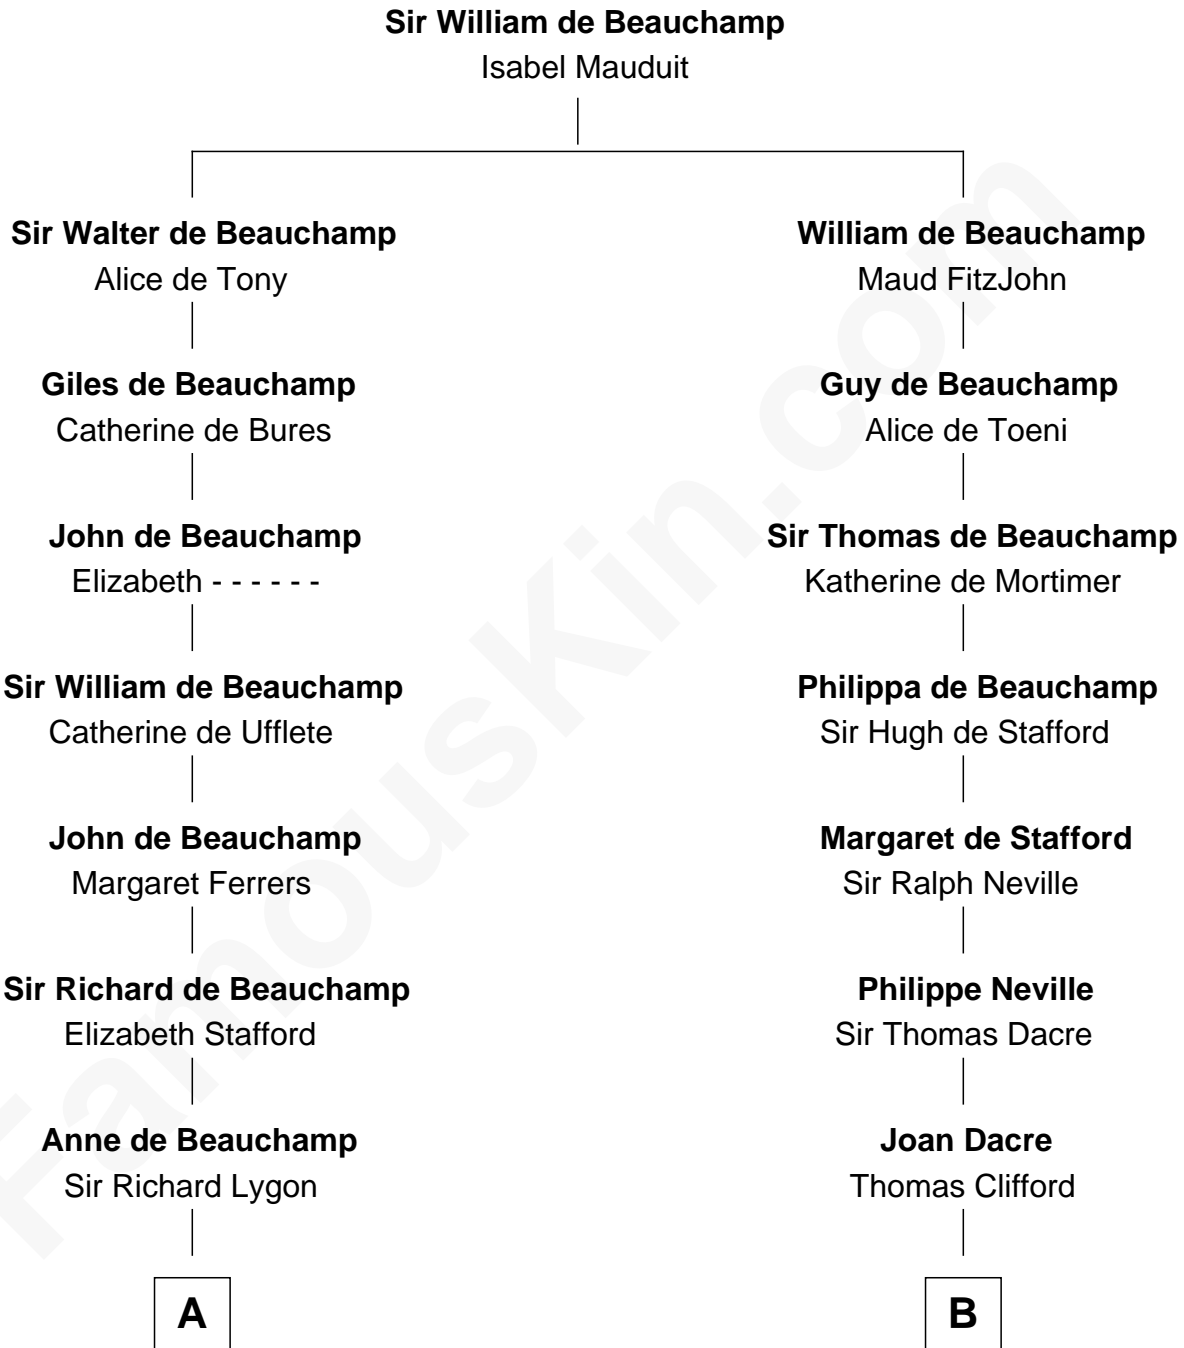 Sir William de Beauchamp
Isabel Mauduit
Sir Walter de Beauchamp
Alice de Tony
William de Beauchamp
Maud FitzJohn
Giles de Beauchamp
Catherine de Bures
Guy de Beauchamp
Alice de Toeni
John de Beauchamp
Elizabeth - - - - - -
Sir Thomas de Beauchamp
Katherine de Mortimer
Sir William de Beauchamp
Catherine de Ufflete
Philippa de Beauchamp
Sir Hugh de Stafford
John de Beauchamp
Margaret Ferrers
Margaret de Stafford
Sir Ralph Neville
Sir Richard de Beauchamp
Elizabeth Stafford
Philippe Neville
Sir Thomas Dacre
Anne de Beauchamp
Sir Richard Lygon
Joan Dacre
Thomas Clifford
A
B
FamousKin.com